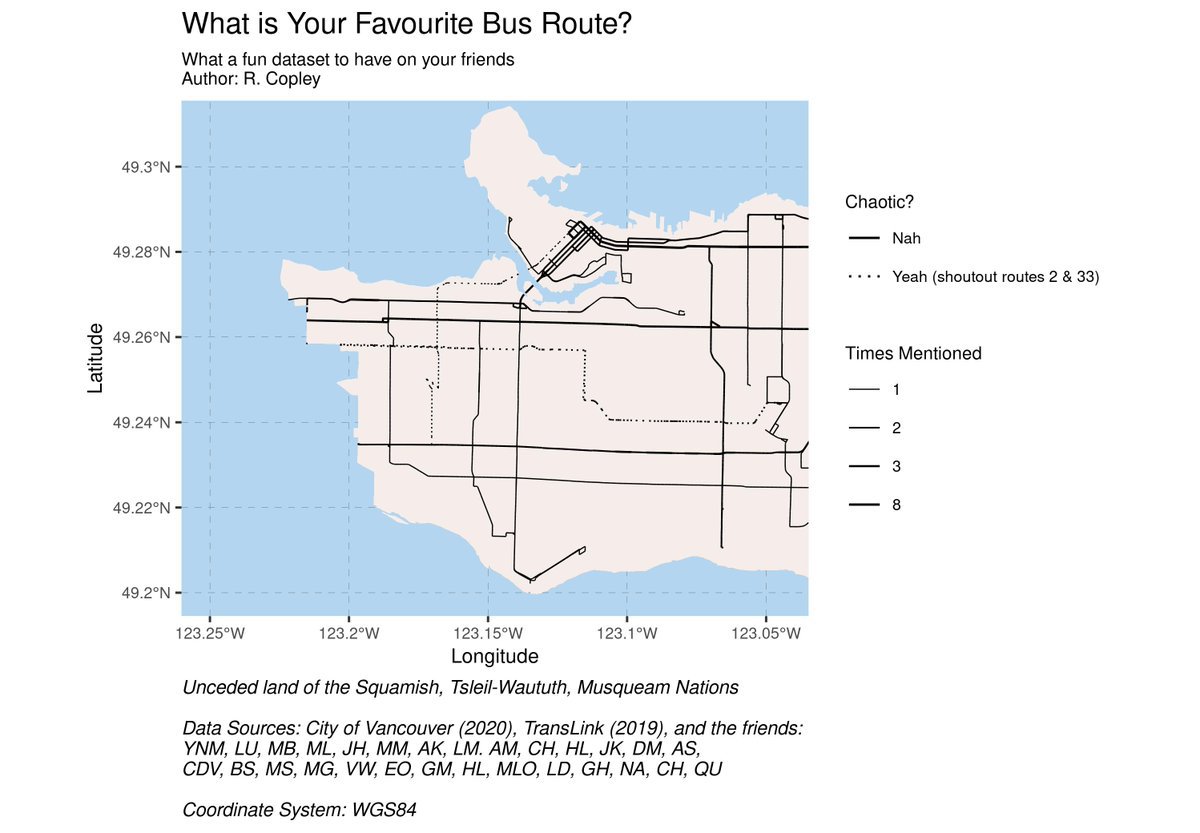 What is Your Favourite Bus Route?
What a fun dataset to have on your friends
Author: R. Copley
49.3°N
49.28°N
49.26°N
49.24°N
49.22°N
49.2°N
Latitude
123.25°W
123.2°W
123.15°W
123.1°W
123.05°W
Longitude
Chaotic?
Nah
Yeah (shoutout routes 2 & 33)
Times Mentioned
1
2
3
8
Unceded land of the Squamish, Tsleil-Waututh, Musqueam Nations
Data Sources: City of Vancouver (2020), TransLink (2019), and the friends:
YNM, LU, MB, ML, JH, MM, AK, LM. AM, CH, HL, JK, DM, AS,
CDV, BS, MS, MG, VW, EO, GM, HL, MLO, LD, GH, NA, CH, QU
Coordinate System: WGS84